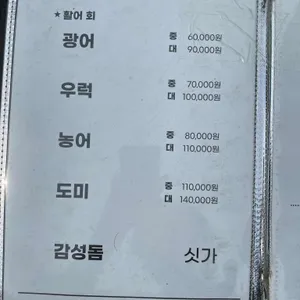 ★ 활어 회
광어 중 60,000원
대 90,000원
우럭 중 70,000원
대 100,000원
농어 중 80,000원
대 110,000원
도미 중 110,000원
대 140,000원
감성돔 싯가